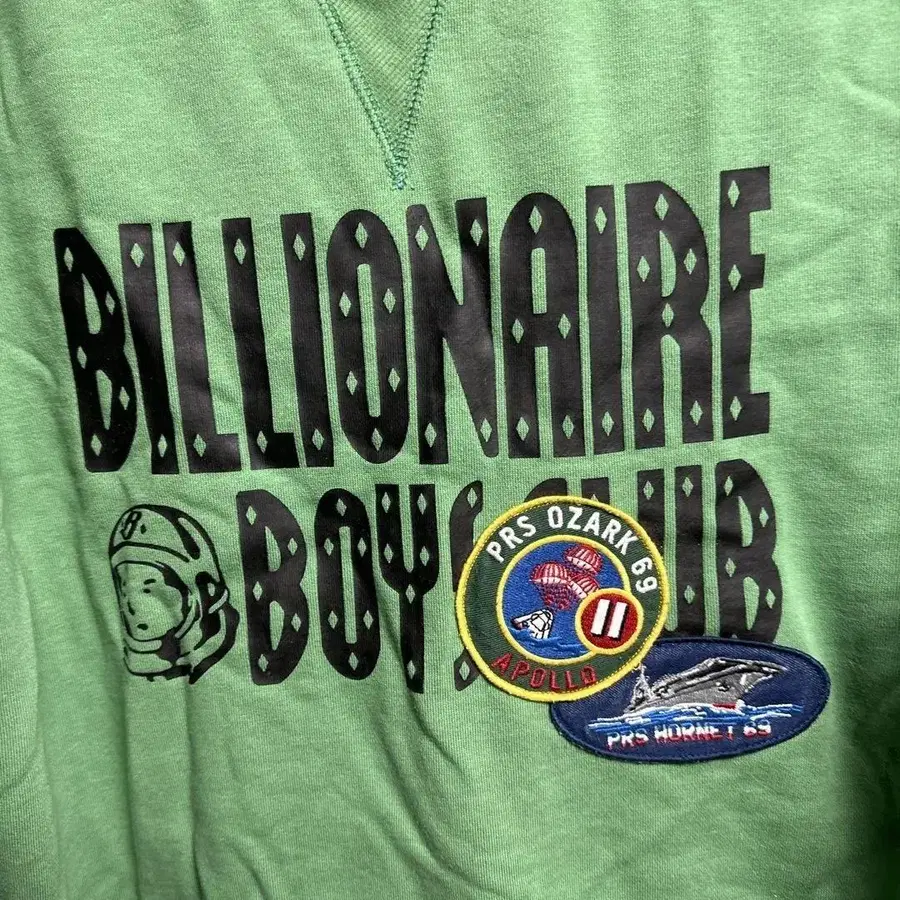 BILLIONAIRE
BOYS CLUB
B.
PRS OZARK 69
11
APOLLO
PRS HORNET 69